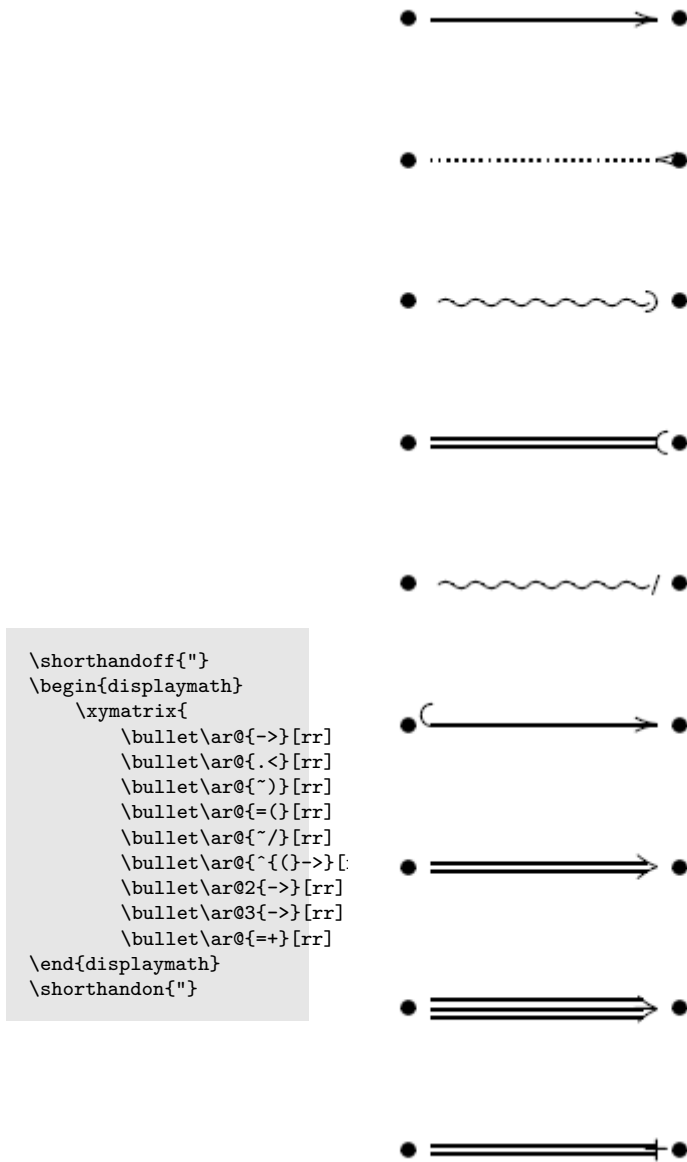 \shorthandoff{"}
\begin{displaymath}
    \xymatrix{
        \bullet\ar@{->}[rr]
        \bullet\ar@{.<}[rr]
        \bullet\ar@{~)}[rr]
        \bullet\ar@{=(}[rr]
        \bullet\ar@{~/}[rr]
        \bullet\ar@{^{(}->}[
        \bullet\ar@2{->}[rr]
        \bullet\ar@3{->}[rr]
        \bullet\ar@{=+}[rr]
\end{displaymath}
\shorthandon{"}